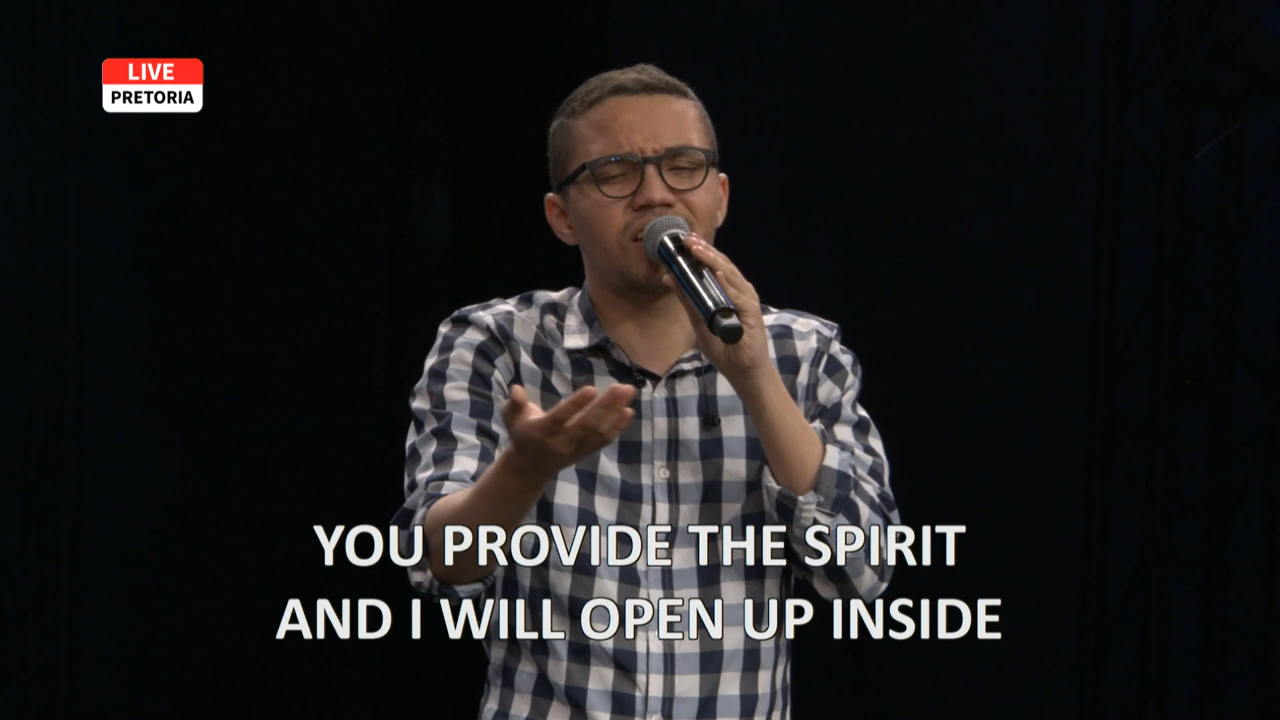 LIVE
PRETORIA
YOU PROVIDE THE SPIRIT
AND I WILL OPEN UP INSIDE